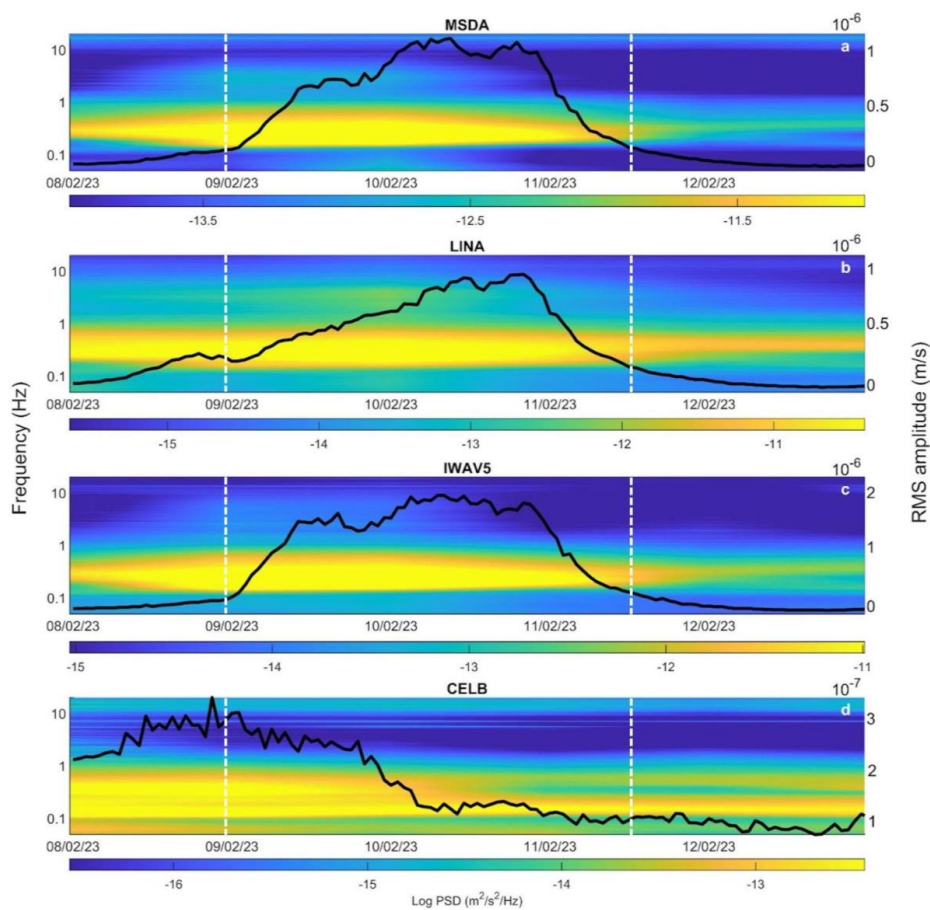 MSDA
10^-6
10
1
0.1
a
1
0.5
0
08/02/23 09/02/23 10/02/23 11/02/23 12/02/23
-13.5 -12.5 -11.5
LINA
10^-6
10
1
0.1
b
1
0.5
0
08/02/23 09/02/23 10/02/23 11/02/23 12/02/23
-15 -14 -13 -12 -11
Frequency (Hz)
RMS amplitude (m/s)
IWAV5
10^-6
10
1
0.1
c
2
1
0
08/02/23 09/02/23 10/02/23 11/02/23 12/02/23
-15 -14 -13 -12 -11
CELB
10^-7
10
1
0.1
d
3
2
1
08/02/23 09/02/23 10/02/23 11/02/23 12/02/23
-16 -15 -14 -13
Log PSD (m²/s²/Hz)